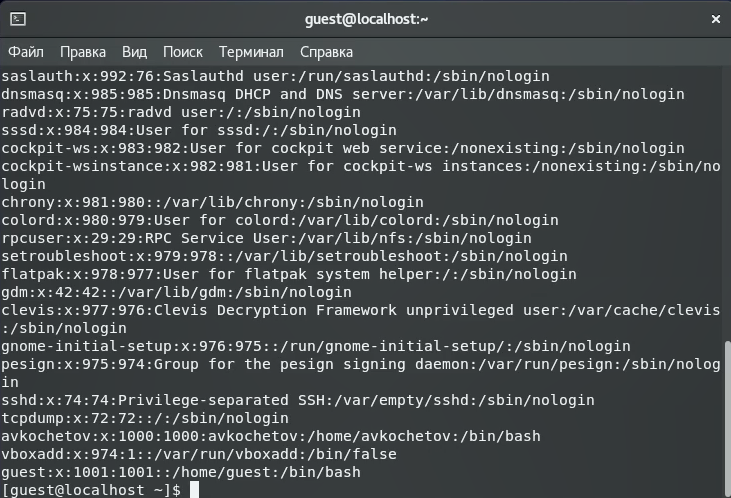 guest@localhost:~
Файл Правка Вид Поиск Терминал Справка
saslauth:x:992:76:Saslauthd user:/run/saslauthd:/sbin/nologin
dnsmasq:x:985:985:Dnsmasq DHCP and DNS server:/var/lib/dnsmasq:/sbin/nologin
radvd:x:75:75:radvd user:/:/sbin/nologin
sssd:x:984:984:User for sssd:/:/sbin/nologin
cockpit-ws:x:983:982:User for cockpit web service:/nonexisting:/sbin/nologin
cockpit-wsinstance:x:982:981:User for cockpit-ws instances:/nonexisting:/sbin/no
login
chrony:x:981:980::/var/lib/chrony:/sbin/nologin
colord:x:980:979:User for colord:/var/lib/colord:/sbin/nologin
rpcuser:x:29:29:RPC Service User:/var/lib/nfs:/sbin/nologin
setroubleshoot:x:979:978::/var/lib/setroubleshoot:/sbin/nologin
flatpak:x:978:977:User for flatpak system helper:/:/sbin/nologin
gdm:x:42:42::/var/lib/gdm:/sbin/nologin
clevis:x:977:976:Clevis Decryption Framework unprivileged user:/var/cache/clevis
:/sbin/nologin
gnome-initial-setup:x:976:975::/run/gnome-initial-setup/:/sbin/nologin
pesign:x:975:974:Group for the pesign signing daemon:/var/run/pesign:/sbin/nolog
in
sshd:x:74:74:Privilege-separated SSH:/var/empty/sshd:/sbin/nologin
tcpdump:x:72:72::/:/sbin/nologin
avkochetov:x:1000:1000:avkochetov:/home/avkochetov:/bin/bash
vboxadd:x:974:1::/var/run/vboxadd:/bin/false
guest:x:1001:1001::/home/guest:/bin/bash
[guest@localhost ~]$